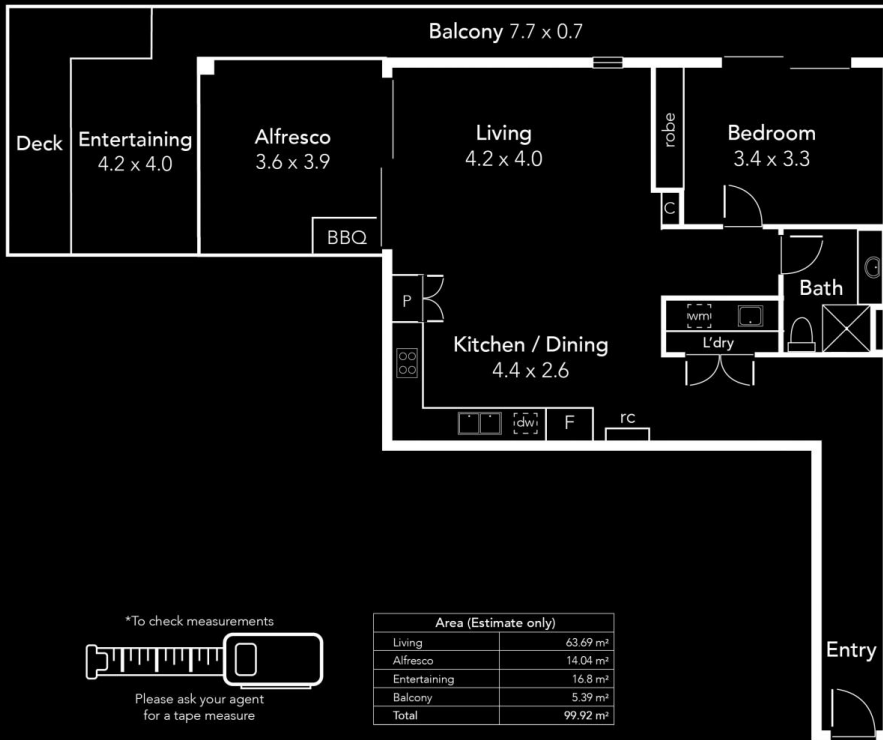 Balcony 7.7 x 0.7
Deck
Entertaining
4.2 x 4.0
Alfresco
3.6 x 3.9
BBQ
Living
4.2 x 4.0
robe
Bedroom
3.4 x 3.3
C
Bath
P
wm
L'dry
Kitchen / Dining
4.4 x 2.6
dw
F
rc
Entry
*To check measurements
Please ask your agent
for a tape measure
Area (Estimate only)
Living 63.69 m²
Alfresco 14.04 m²
Entertaining 16.8 m²
Balcony 5.39 m²
Total 99.92 m²